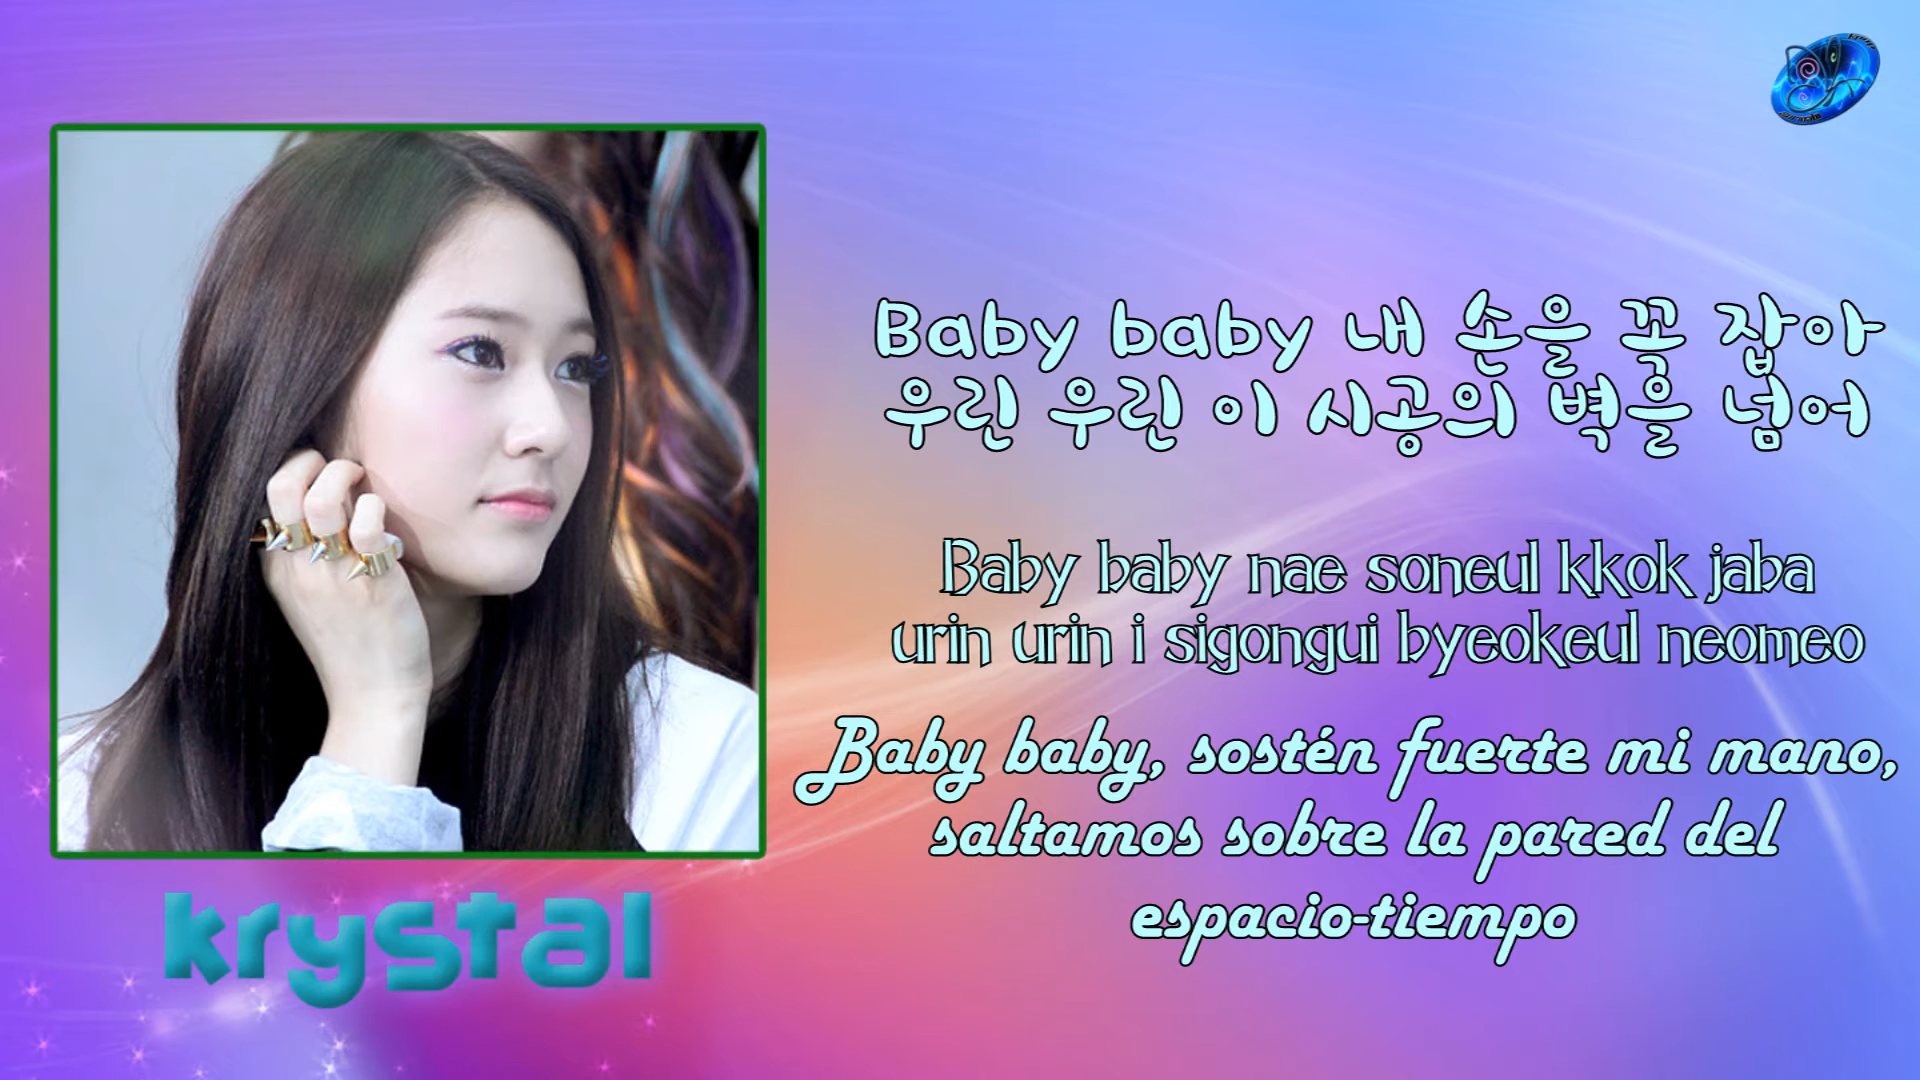 Baby baby 내 손을 꼭 잡아
우린 우린 이 시공의 벽을 넘어
Baby baby nae soneul kkok jaba
urin urin i sigongui byeokeul neomeo
Baby baby, sostén fuerte mi mano,
saltamos sobre la pared del
espacio-tiempo
krystal